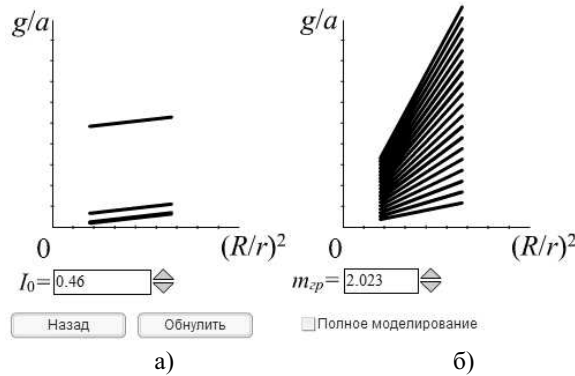 g/a
g/a
0
(R/r)²
0
(R/r)²
I₀= 0.46
m_гр= 2.023
Назад
Обнулить
Полное моделирование
а)
б)